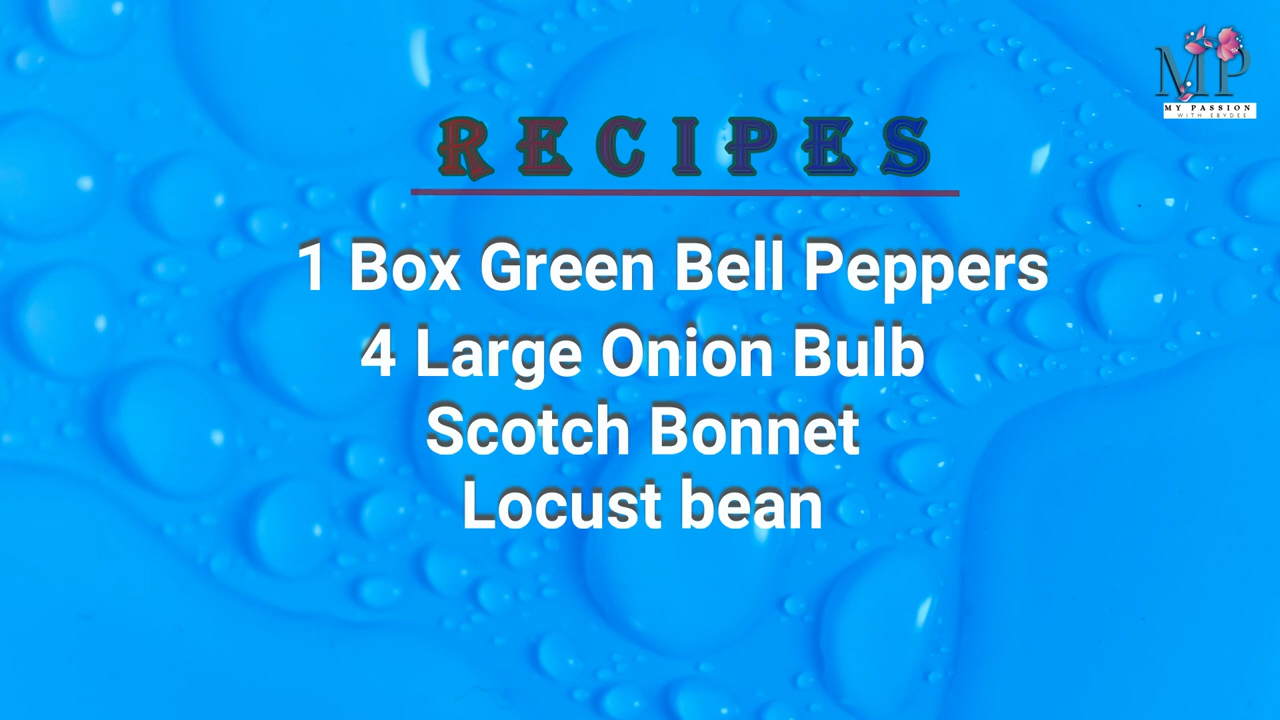 MP
MY PASSION
WITH EBYDEE
RECIPES
1 Box Green Bell Peppers
4 Large Onion Bulb
Scotch Bonnet
Locust bean